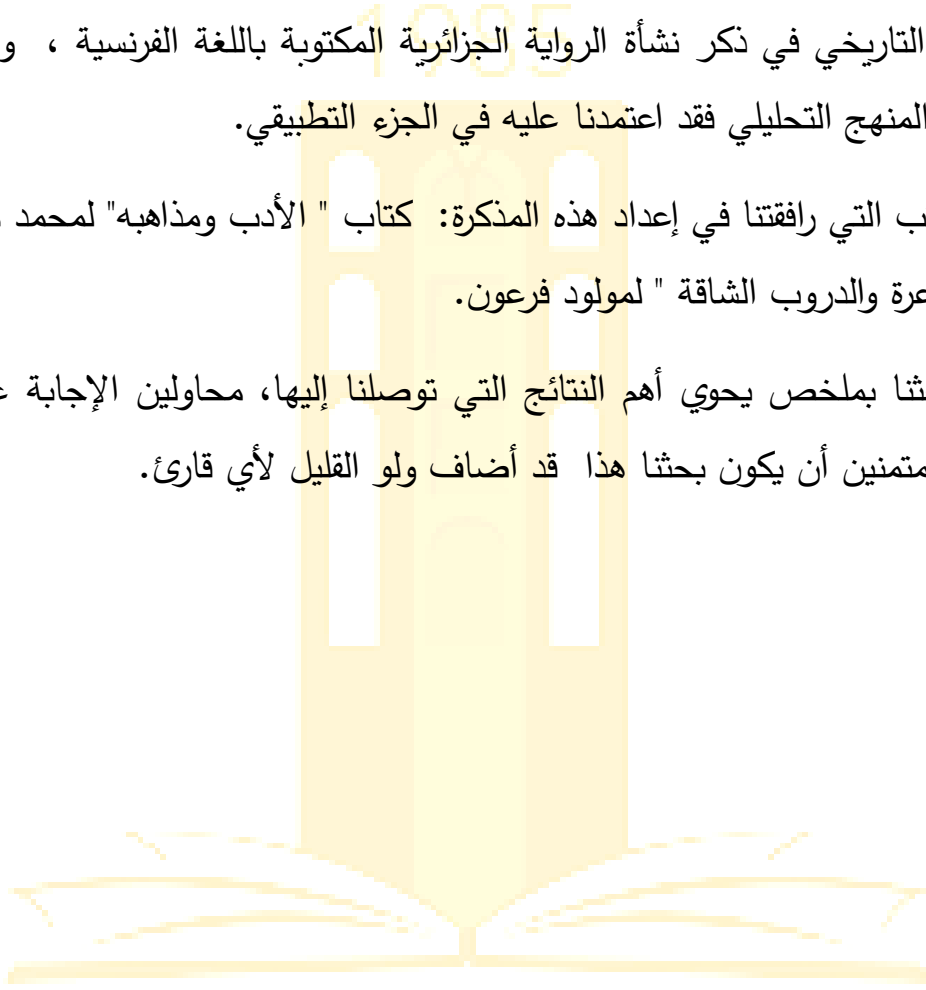 1985
التاريخي في ذكر نشأة الرواية الجزائرية المكتوبة باللغة الفرنسية ، و
المنهج التحليلي فقد اعتمدنا عليه في الجزء التطبيقي.
ب التي رافقتنا في إعداد هذه المذكرة: كتاب " الأدب ومذاهبه" لمحمد
عرة والدروب الشاقة " لمولود فرعون.
ثنا بملخص يحوي أهم النتائج التي توصلنا إليها، محاولين الإجابة
متمنين أن يكون بحثنا هذا قد أضاف ولو القليل لأي قارئ.